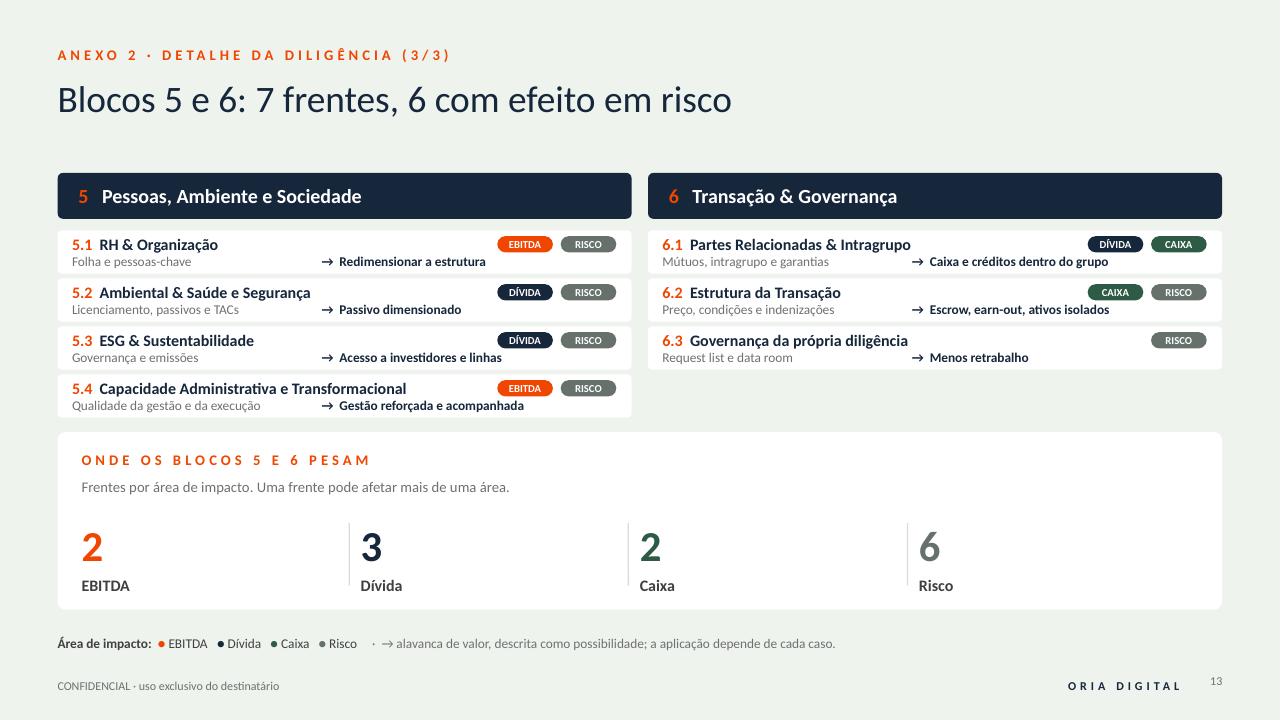 ANEXO 2 · DETALHE DA DILIGÊNCIA (3/3)
Blocos 5 e 6: 7 frentes, 6 com efeito em risco
5 Pessoas, Ambiente e Sociedade
5.1 RH & Organização EBITDA RISCO
Folha e pessoas-chave → Redimensionar a estrutura
5.2 Ambiental & Saúde e Segurança DÍVIDA RISCO
Licenciamento, passivos e TACs → Passivo dimensionado
5.3 ESG & Sustentabilidade DÍVIDA RISCO
Governança e emissões → Acesso a investidores e linhas
5.4 Capacidade Administrativa e Transformacional EBITDA RISCO
Qualidade da gestão e da execução → Gestão reforçada e acompanhada
6 Transação & Governança
6.1 Partes Relacionadas & Intragrupo DÍVIDA CAIXA
Mútuos, intragrupo e garantias → Caixa e créditos dentro do grupo
6.2 Estrutura da Transação CAIXA RISCO
Preço, condições e indenizações → Escrow, earn-out, ativos isolados
6.3 Governança da própria diligência RISCO
Request list e data room → Menos retrabalho
ONDE OS BLOCOS 5 E 6 PESAM
Frentes por área de impacto. Uma frente pode afetar mais de uma área.
2 3 2 6
EBITDA Dívida Caixa Risco
Área de impacto: • EBITDA • Dívida • Caixa • Risco · → alavanca de valor, descrita como possibilidade; a aplicação depende de cada caso.
CONFIDENCIAL · uso exclusivo do destinatário
ORIA DIGITAL 13